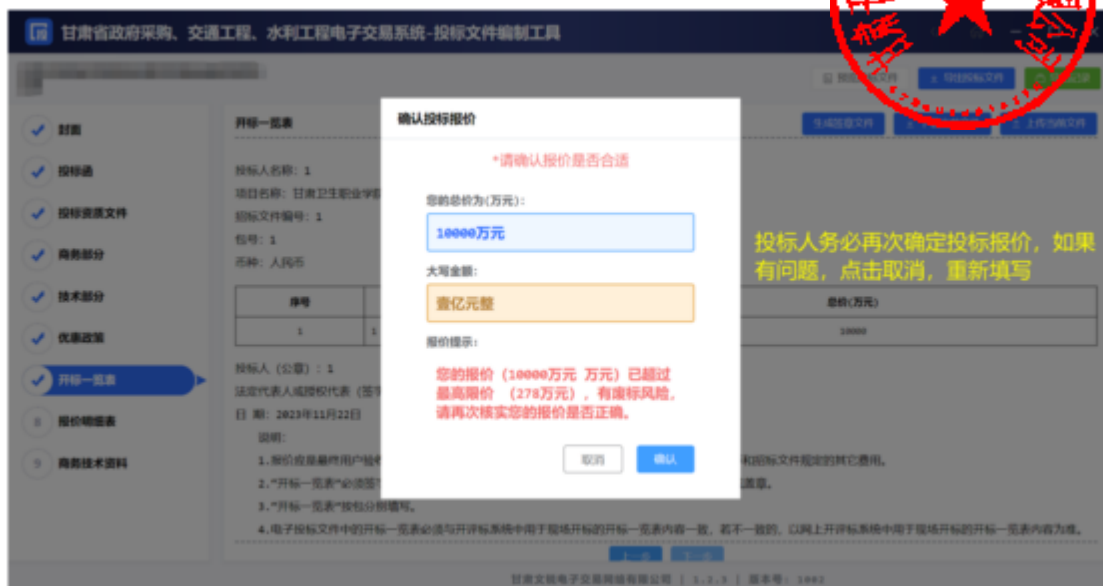 甘肃省政府采购、交通工程、水利工程电子交易系统-投标文件编制工具
导出投标文件
封面
投标函
投标资质文件
商务部分
技术部分
优惠政策
开标一览表
8 报价明细表
9 商务技术资料
开标一览表
生成签章文件
上传签章文件
投标人名称: 1
项目名称: 甘肃卫生职业学院
招标文件编号: 1
包号: 1
币种: 人民币
序号
总价(万元)
1
1
10000
投标人（公章）: 1
法定代表人或授权代表（签字
日 期: 2023年11月22日
说明:
1.报价应是最终用户验收
和招标文件规定的其它费用。
2."开标一览表"必须签
盖章。
3."开标一览表"按包分别填写。
4.电子投标文件中的开标一览表必须与开评标系统中用于现场开标的开标一览表内容一致, 若不一致的, 以网上开评标系统中用于现场开标的开标一览表内容为准。
上一步
下一步
确认投标报价
*请确认报价是否合适
您的总价为(万元):
10000万元
大写金额:
壹亿元整
报价提示:
您的报价（10000万元 万元）已超过
最高限价 （278万元），有废标风险，
请再次核实您的报价是否正确。
取消
确认
投标人务必再次确定投标报价，如果
有问题，点击取消，重新填写
甘肃文锐电子交易网络有限公司 | 1.2.3 | 版本号: 1002